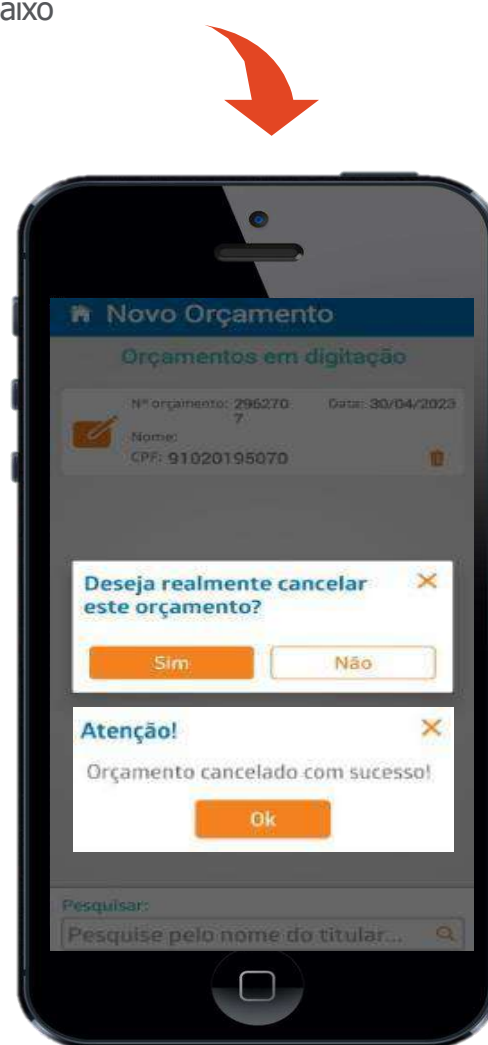 aixo
Novo Orçamento
Orçamentos em digitação
Nº orçamento: 296270 Data: 30/04/2023
7
Nome:
CPF: 91020195070
Deseja realmente cancelar
este orçamento?
Sim Não
Atenção!
Orçamento cancelado com sucesso!
Ok
Pesquisar:
Pesquise pelo nome do titular...